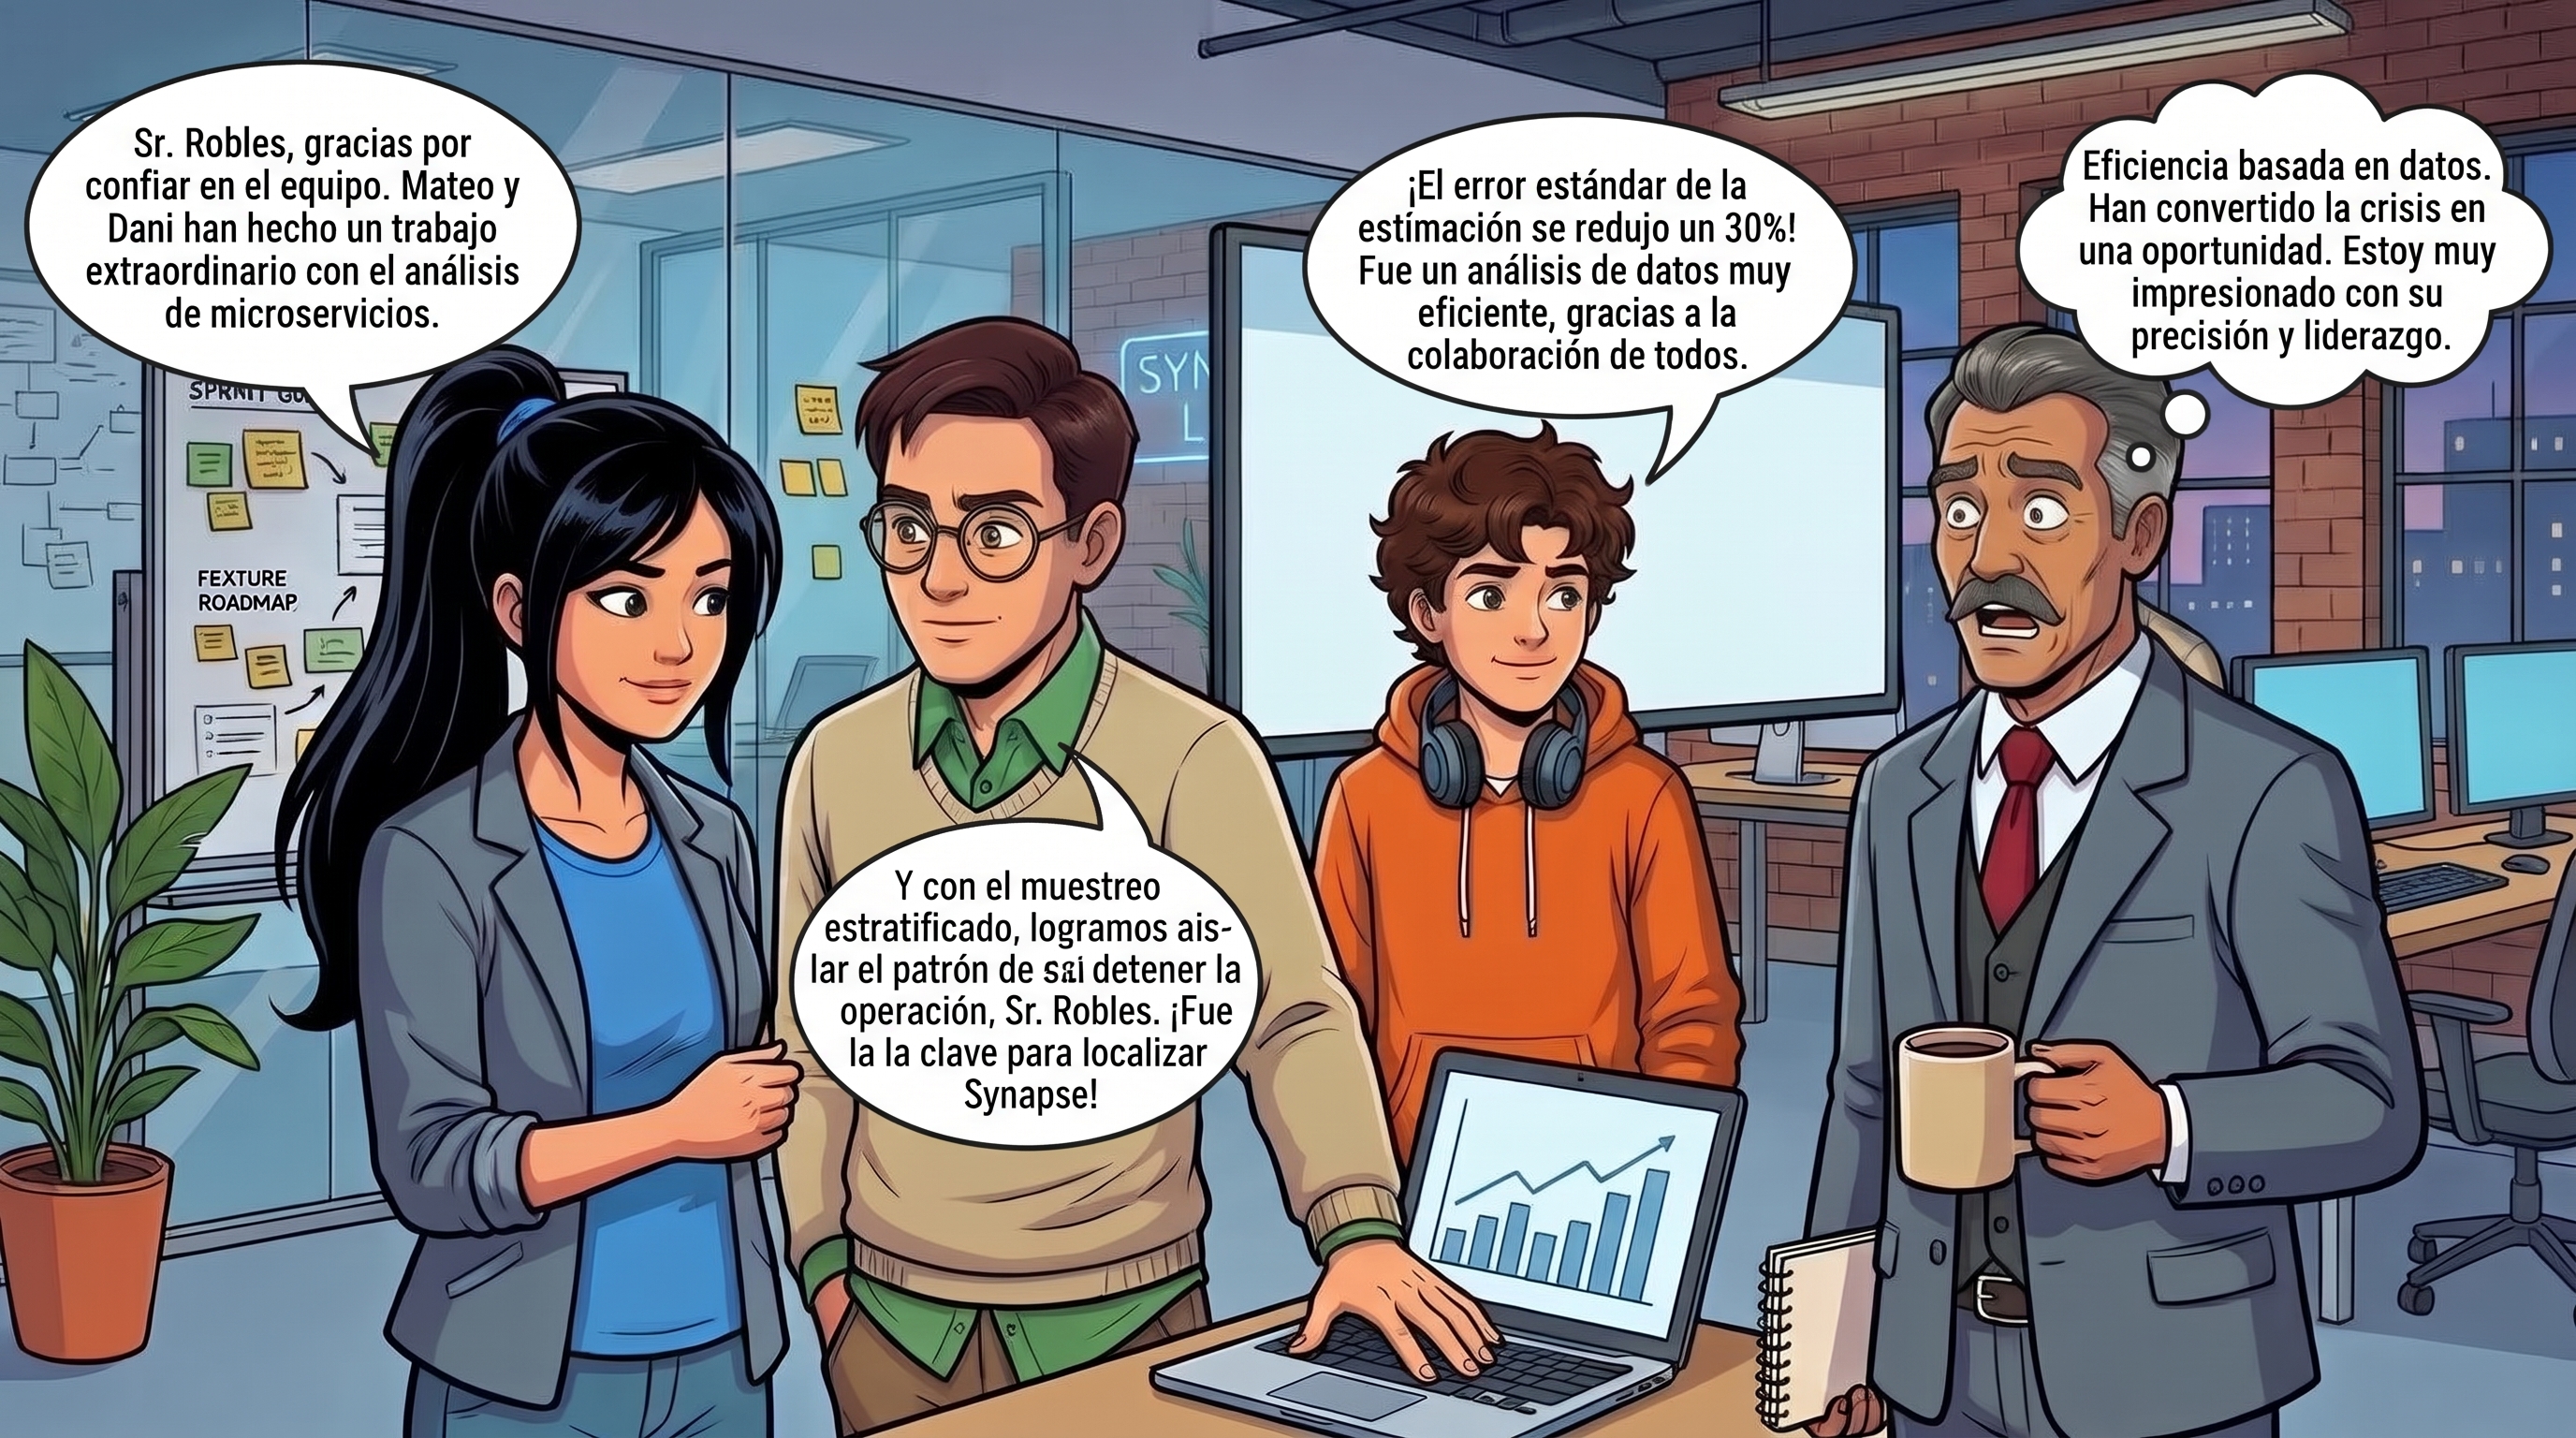 Sr. Robles, gracias por
confiar en el equipo. Mateo y
Dani han hecho un trabajo
extraordinario con el análisis
de microservicios.
¡El error estándar de la
estimación se redujo un 30%!
Fue un análisis de datos muy
eficiente, gracias a la
colaboración de todos.
Eficiencia basada en datos.
Han convertido la crisis en
una oportunidad. Estoy muy
impresionado con su
precisión y liderazgo.
Y con el muestreo
estratificado, logramos ais-
lar el patrón de detener la
operación, Sr. Robles. ¡Fue
la la clave para localizar
Synapse!
SYN
L
FEXTURE
ROADMAP